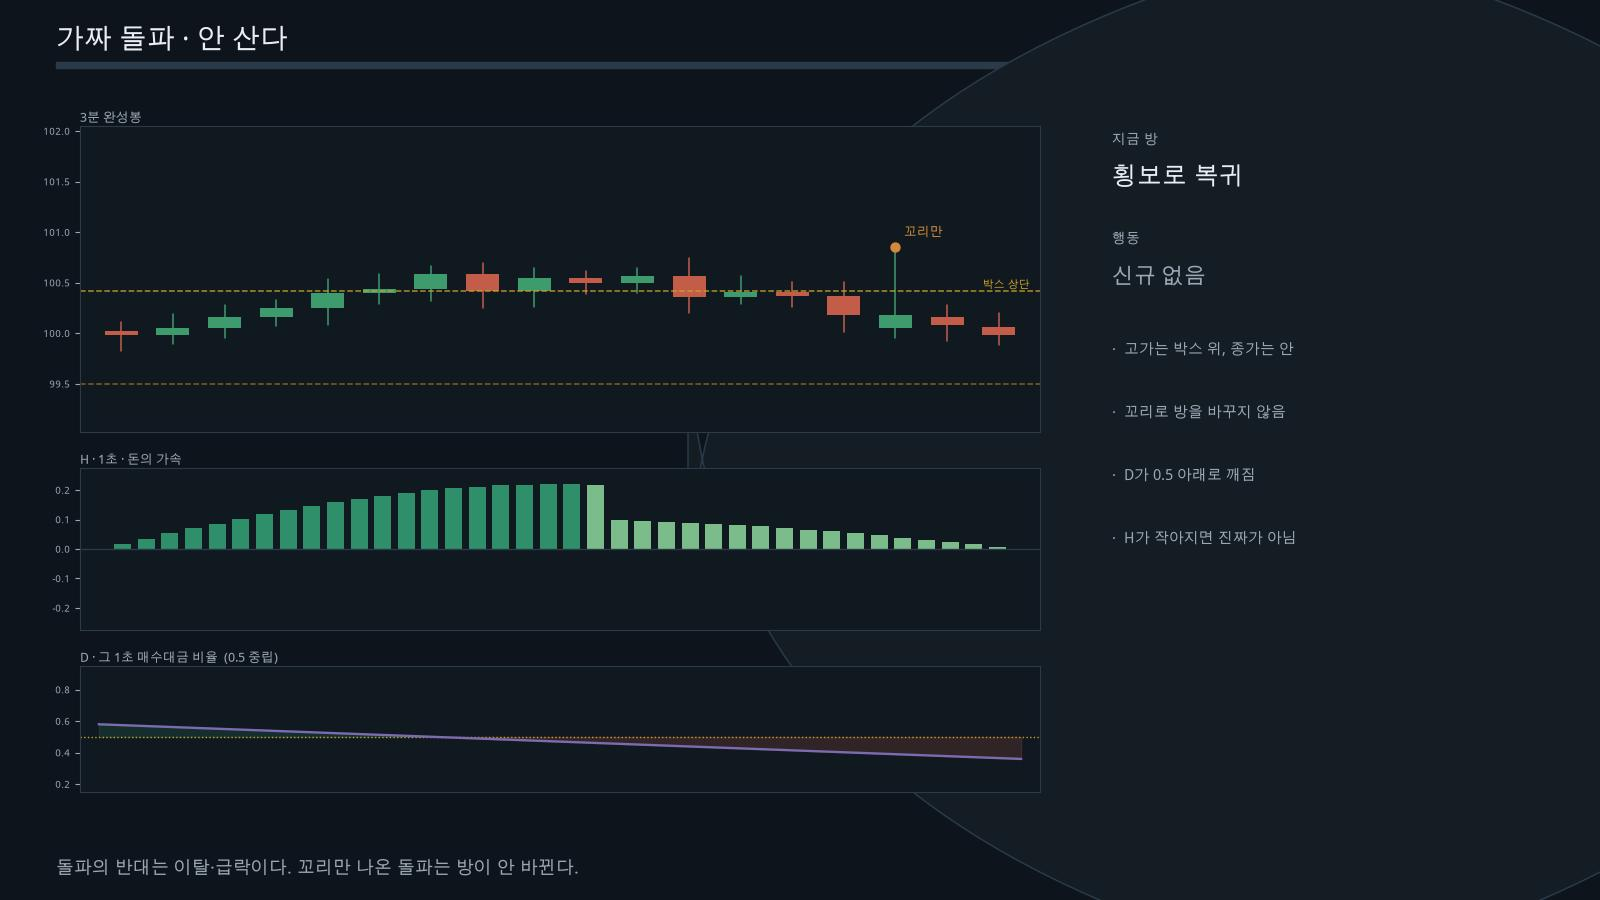 가짜 돌파 · 안 산다
3분 완성봉
102.0
101.5
101.0
100.5
100.0
99.5
꼬리만
박스 상단
H · 1초 · 돈의 가속
0.2
0.1
0.0
-0.1
-0.2
D · 그 1초 매수대금 비율 (0.5 중립)
0.8
0.6
0.4
0.2
지금 방
횡보로 복귀
행동
신규 없음
· 고가는 박스 위, 종가는 안
· 꼬리로 방을 바꾸지 않음
· D가 0.5 아래로 깨짐
· H가 작아지면 진짜가 아님
돌파의 반대는 이탈·급락이다. 꼬리만 나온 돌파는 방이 안 바뀐다.